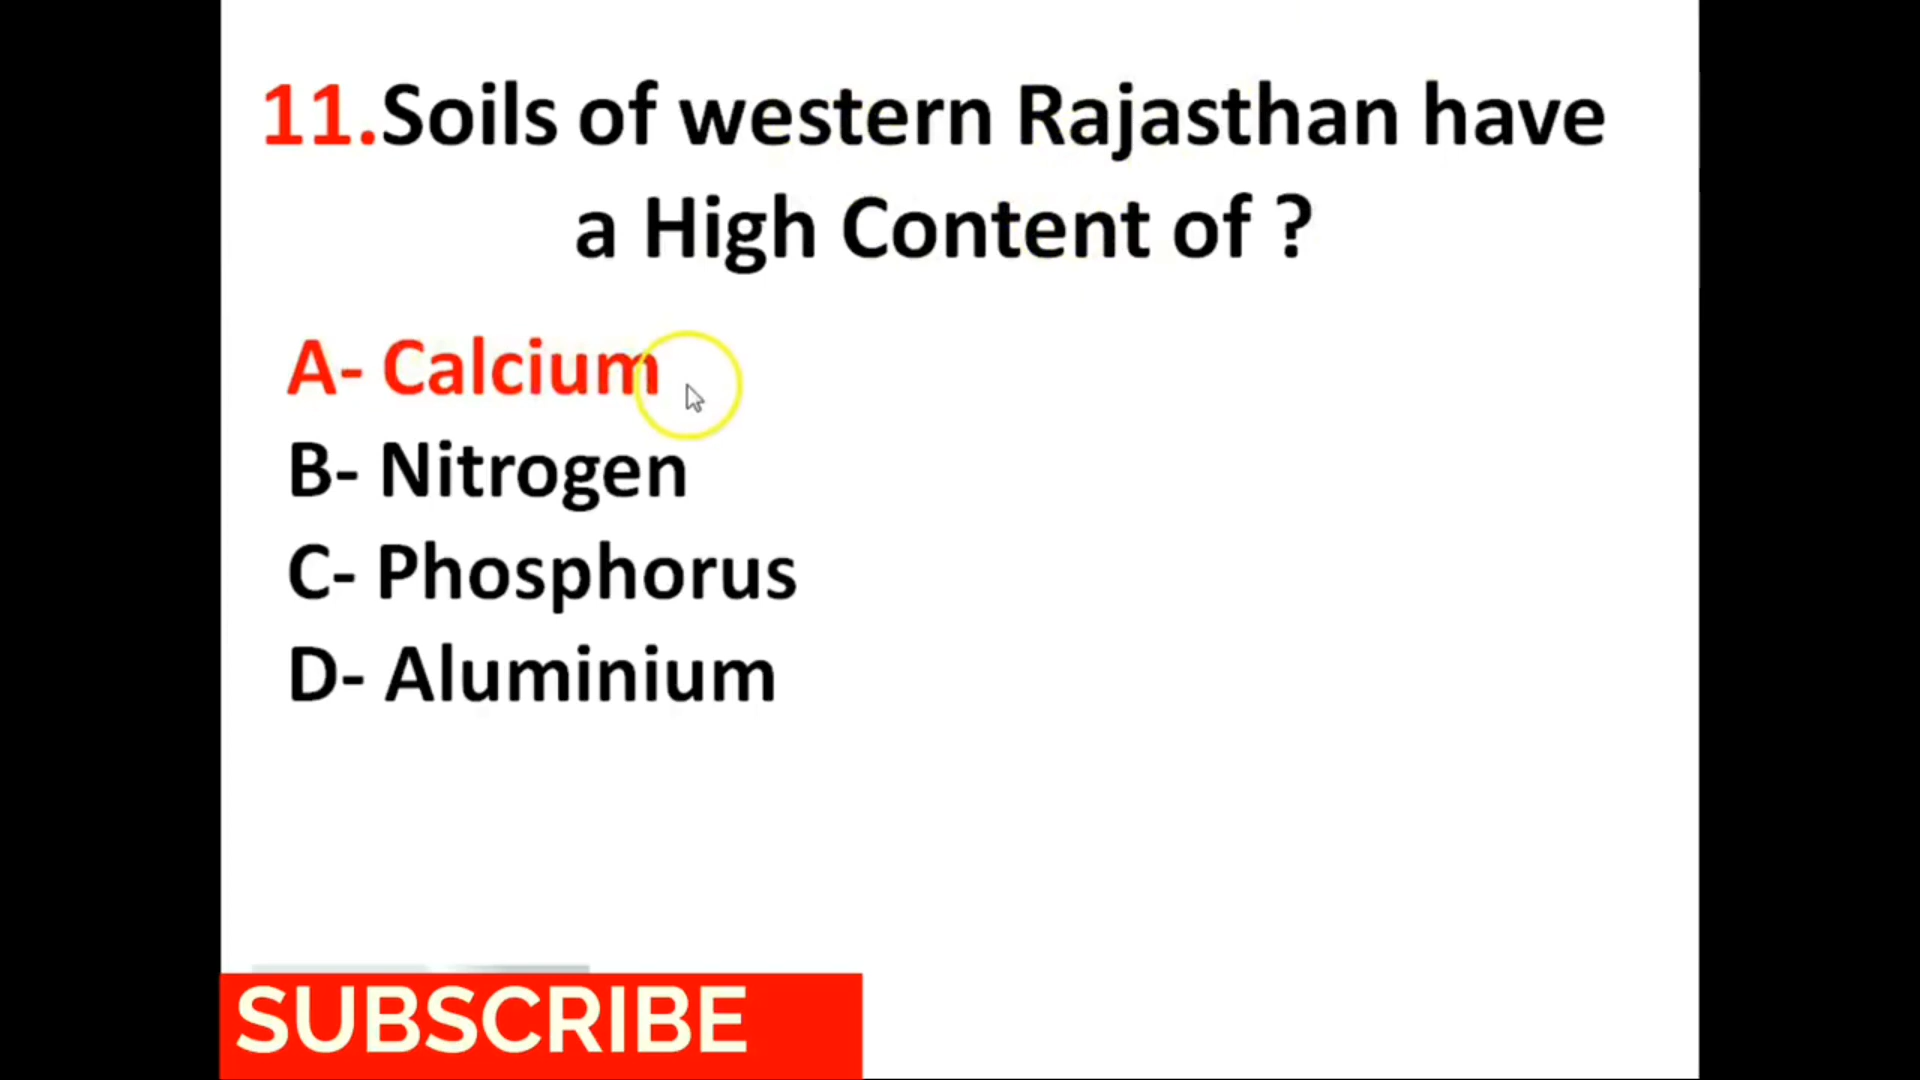 11.Soils of western Rajasthan have
a High Content of ?
A- Calcium
B- Nitrogen
C- Phosphorus
D- Aluminium
SUBSCRIBE